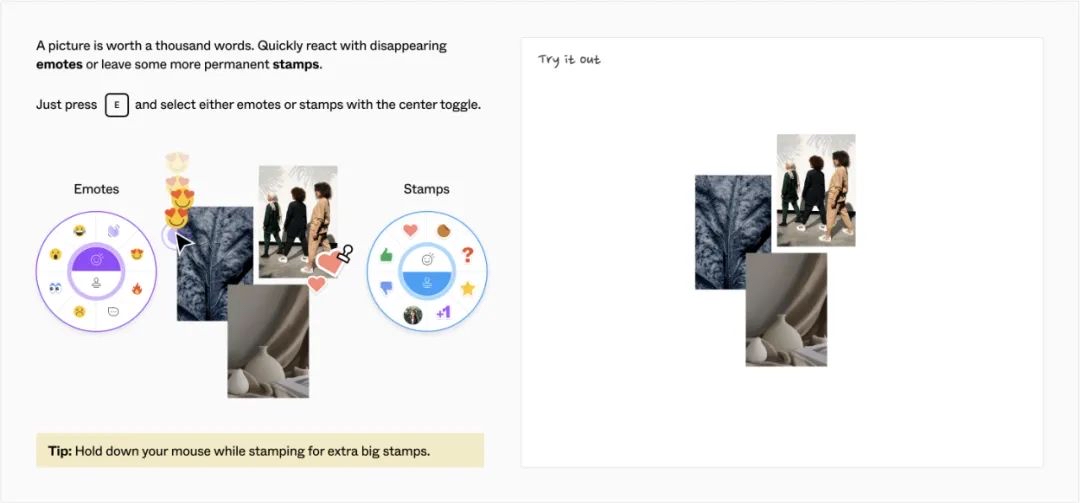 A picture is worth a thousand words. Quickly react with disappearing
emotes or leave some more permanent stamps.
Just press E and select either emotes or stamps with the center toggle.
Emotes
Stamps
+1
Tip: Hold down your mouse while stamping for extra big stamps.
Try it out